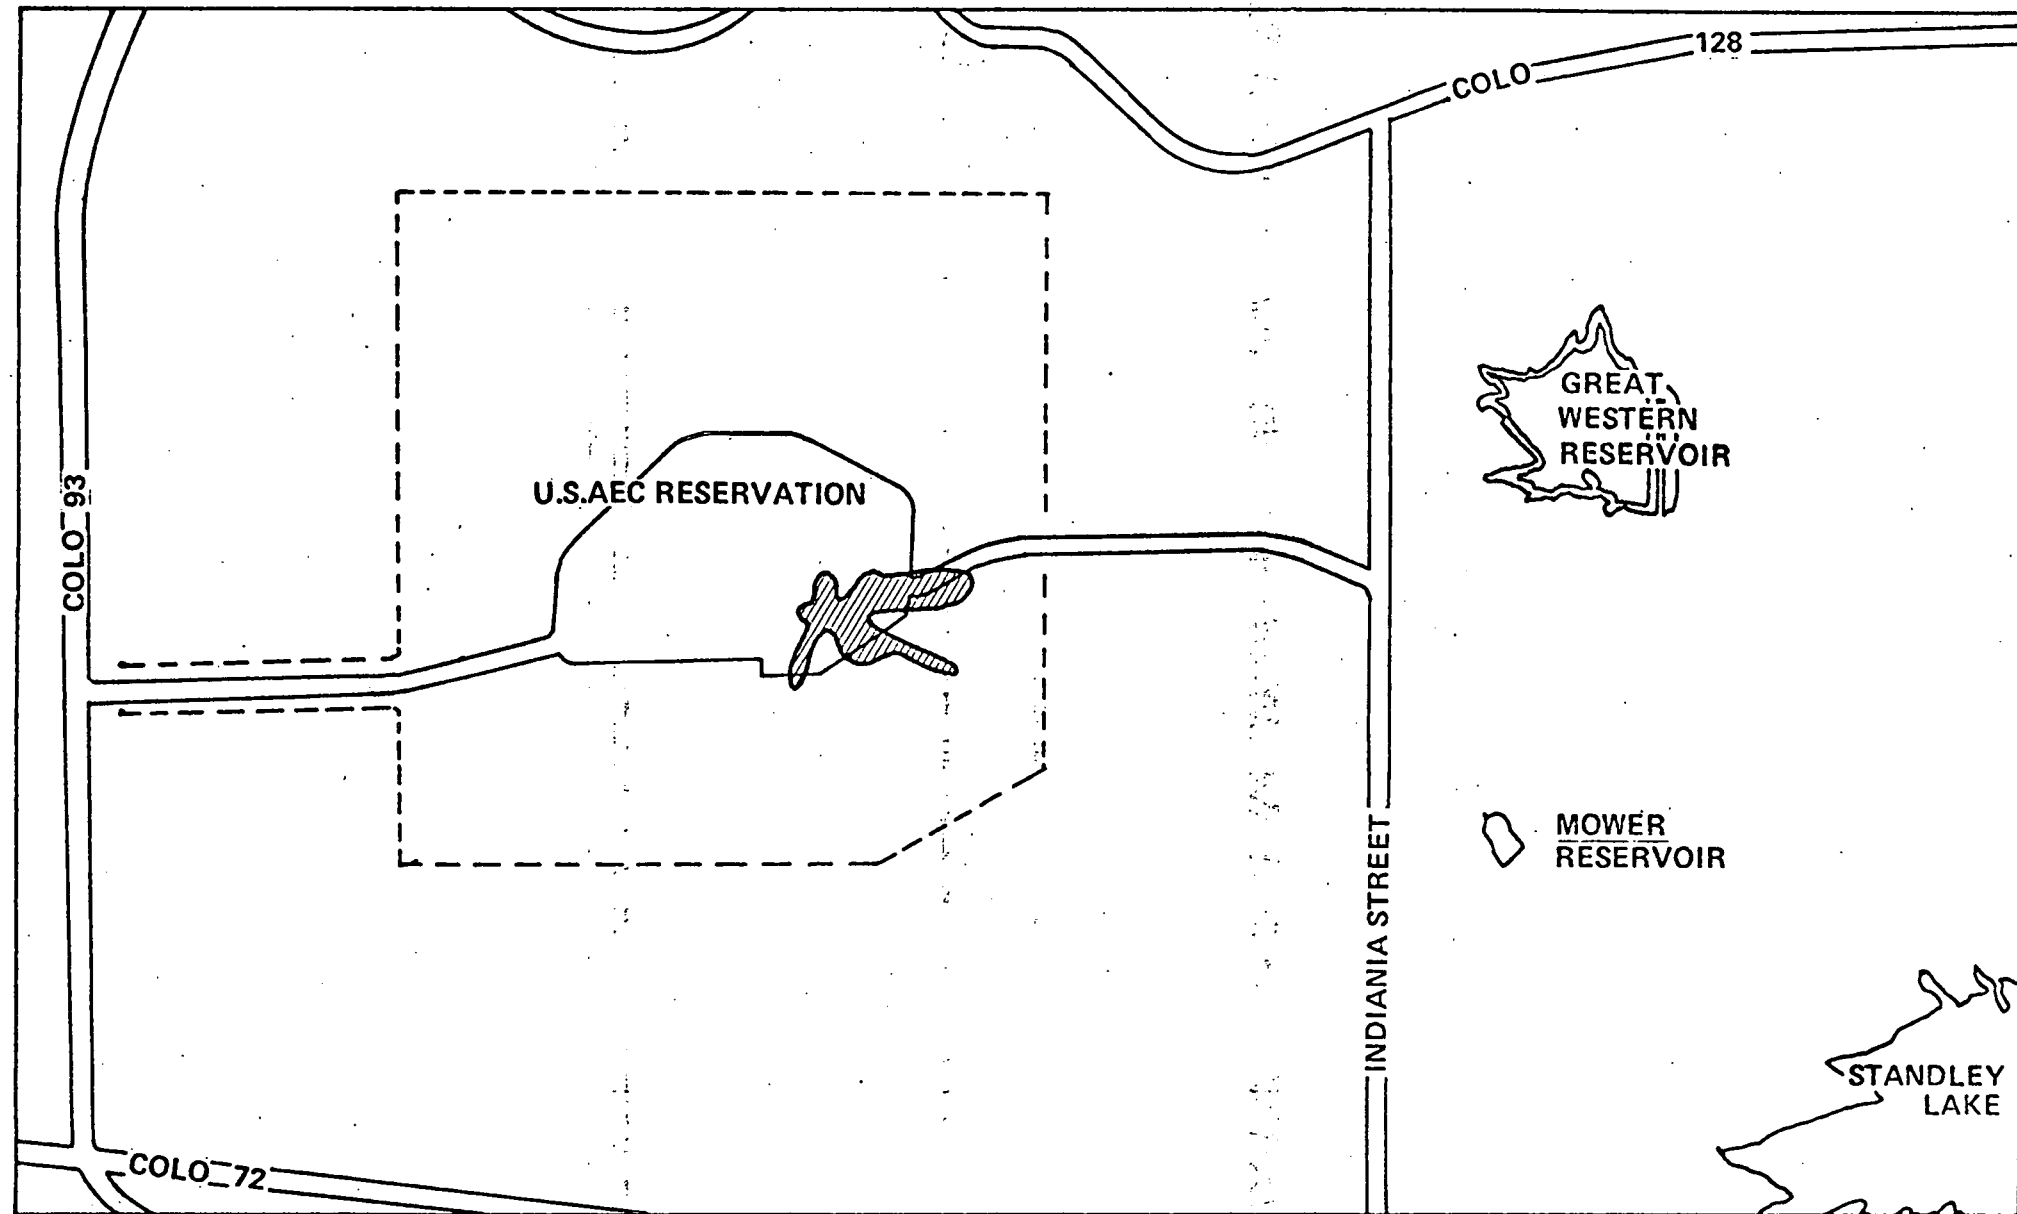 128
COLO
GREAT
WESTERN
RESERVOIR
COLO 93
U.S.AEC RESERVATION
MOWER
RESERVOIR
INDIANIA STREET
STANDLEY
LAKE
COLO 72